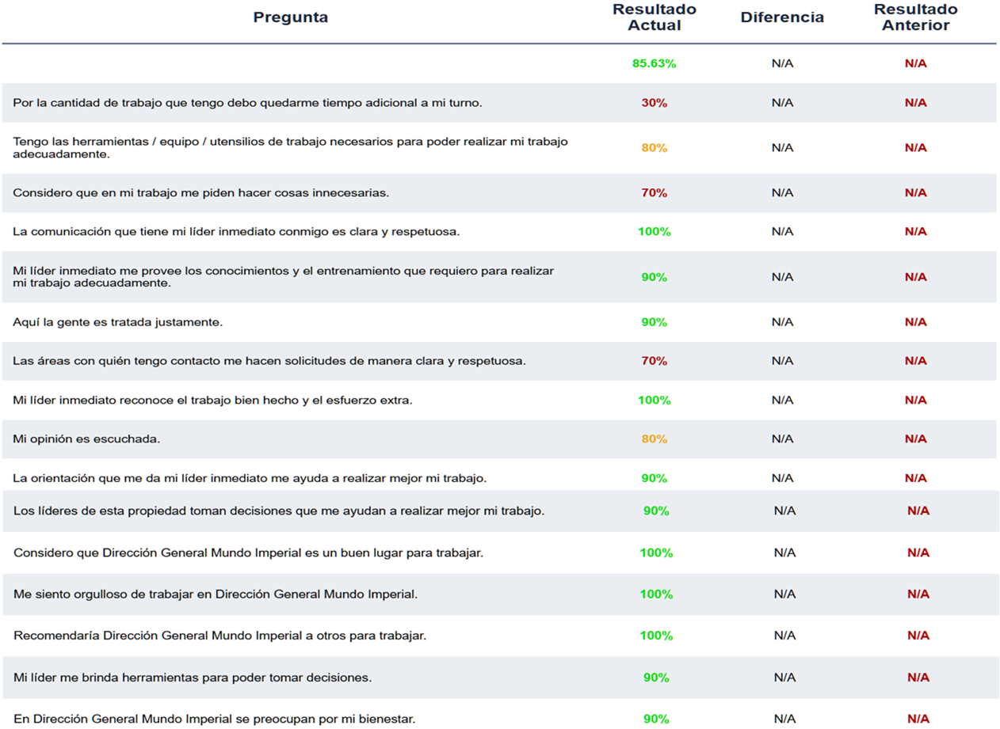 Pregunta Resultado Actual Diferencia Resultado Anterior
85.63% N/A N/A
Por la cantidad de trabajo que tengo debo quedarme tiempo adicional a mi turno. 30% N/A N/A
Tengo las herramientas / equipo / utensilios de trabajo necesarios para poder realizar mi trabajo
adecuadamente. 80% N/A N/A
Considero que en mi trabajo me piden hacer cosas innecesarias. 70% N/A N/A
La comunicación que tiene mi líder inmediato conmigo es clara y respetuosa. 100% N/A N/A
Mi líder inmediato me provee los conocimientos y el entrenamiento que requiero para realizar
mi trabajo adecuadamente. 90% N/A N/A
Aquí la gente es tratada justamente. 90% N/A N/A
Las áreas con quién tengo contacto me hacen solicitudes de manera clara y respetuosa. 70% N/A N/A
Mi líder inmediato reconoce el trabajo bien hecho y el esfuerzo extra. 100% N/A N/A
Mi opinión es escuchada. 80% N/A N/A
La orientación que me da mi líder inmediato me ayuda a realizar mejor mi trabajo. 90% N/A N/A
Los líderes de esta propiedad toman decisiones que me ayudan a realizar mejor mi trabajo. 90% N/A N/A
Considero que Dirección General Mundo Imperial es un buen lugar para trabajar. 100% N/A N/A
Me siento orgulloso de trabajar en Dirección General Mundo Imperial. 100% N/A N/A
Recomendaría Dirección General Mundo Imperial a otros para trabajar. 100% N/A N/A
Mi líder me brinda herramientas para poder tomar decisiones. 90% N/A N/A
En Dirección General Mundo Imperial se preocupan por mi bienestar. 90% N/A N/A